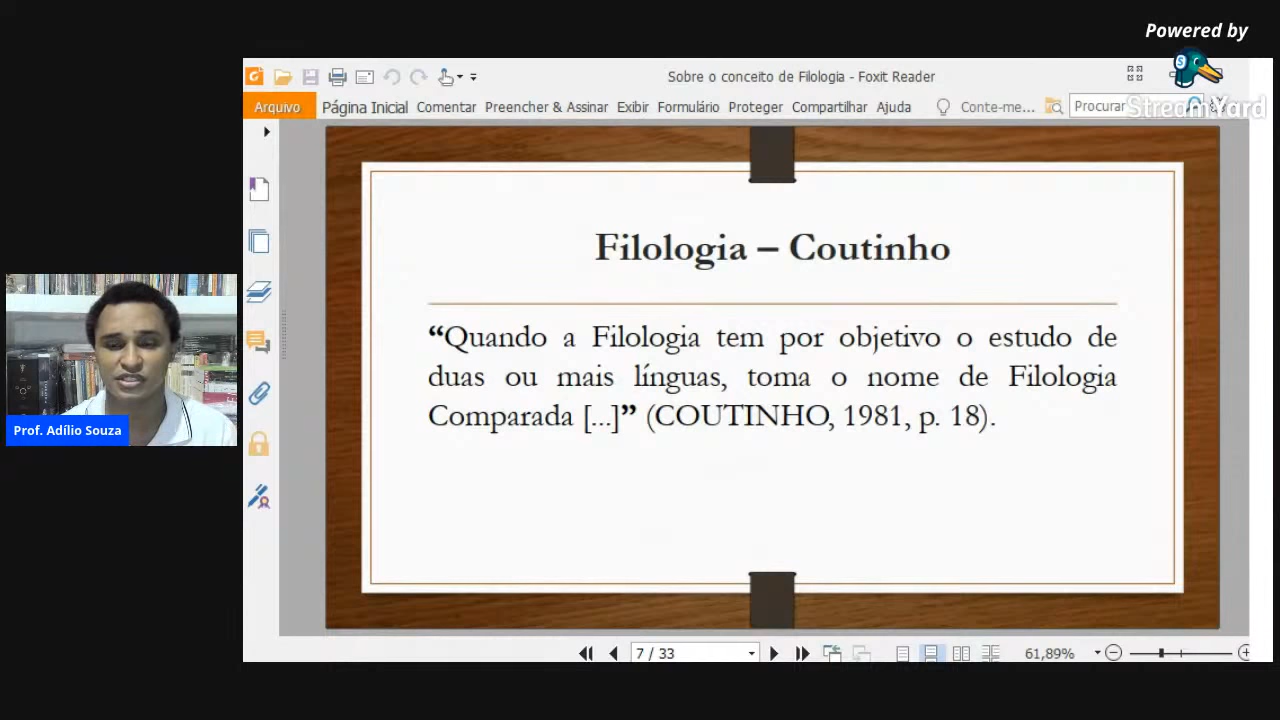 Powered by
StreamYard
Sobre o conceito de Filologia - Foxit Reader
Arquivo Página Inicial Comentar Preencher & Assinar Exibir Formulário Proteger Compartilhar Ajuda Conte-me... Procurar
Filologia – Coutinho
“Quando a Filologia tem por objetivo o estudo de
duas ou mais línguas, toma o nome de Filologia
Comparada [...]” (COUTINHO, 1981, p. 18).
Prof. Adílio Souza
7 / 33
61,89%